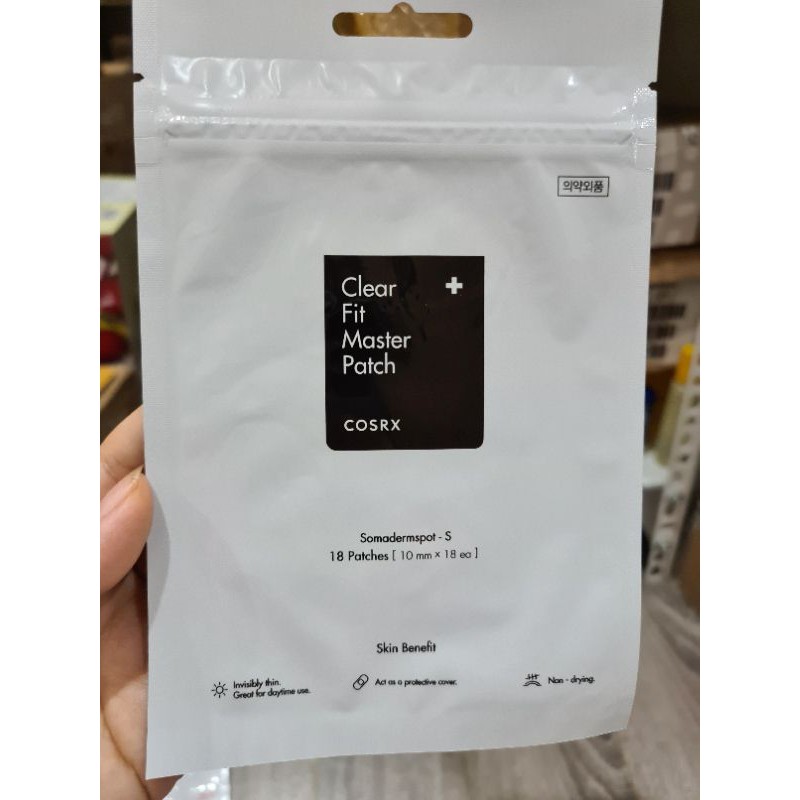 의약외품
Clear
Fit
Master
Patch
COSRX
Somadermspot - S
18 Patches [ 10 mm × 18 ea ]
Skin Benefit
Invisibly thin.
Great for daytime use.
Act as a protective cover.
Non - drying.